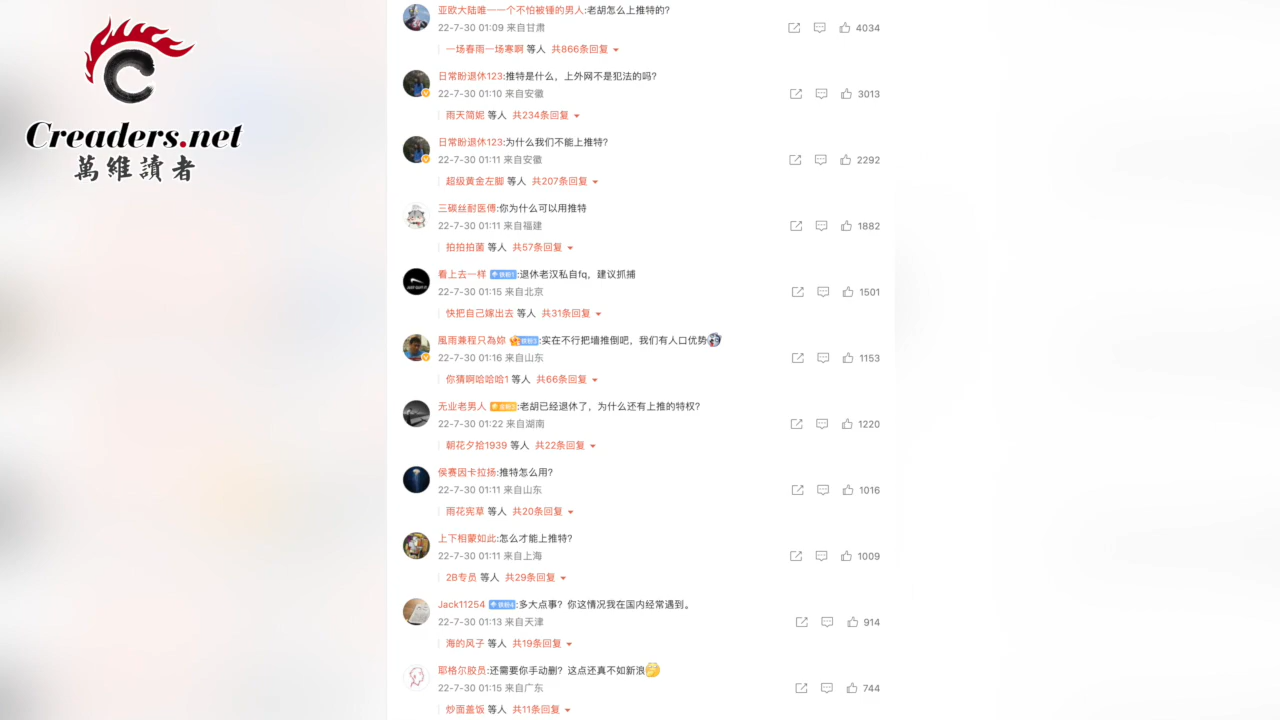 Creaders.net
萬維讀者
亚欧大陆唯一一个不怕被锤的男人:老胡怎么上推特的?
22-7-30 01:09 来自甘肃
4034
一场春雨一场寒啊 等人 共866条回复
日常盼退休123:推特是什么，上外网不是犯法的吗?
22-7-30 01:10 来自安徽
3013
雨天简妮 等人 共234条回复
日常盼退休123:为什么我们不能上推特?
22-7-30 01:11 来自安徽
2292
超级黄金左脚 等人 共207条回复
三碳丝耐医傅:你为什么可以用推特
22-7-30 01:11 来自福建
1882
拍拍拍菌 等人 共57条回复
看上去一样 铁粉1:退休老汉私自fq，建议抓捕
22-7-30 01:15 来自北京
1501
快把自己嫁出去 等人 共31条回复
風雨兼程只為妳 铁粉3:实在不行把墙推倒吧，我们有人口优势
22-7-30 01:16 来自山东
1153
你猜啊哈哈哈1 等人 共66条回复
无业老男人 :老胡已经退休了，为什么还有上推的特权?
22-7-30 01:22 来自湖南
1220
朝花夕拾1939 等人 共22条回复
侯赛因卡拉扬:推特怎么用?
22-7-30 01:11 来自山东
1016
雨花宪草 等人 共20条回复
上下相蒙如此:怎么才能上推特?
22-7-30 01:11 来自上海
1009
2B专员 等人 共29条回复
Jack11254 铁粉4:多大点事? 你这情况我在国内经常遇到。
22-7-30 01:13 来自天津
914
海的风子 等人 共19条回复
耶格尔胶员:还需要你手动删? 这点还真不如新浪
22-7-30 01:15 来自广东
744
炒面盖饭 等人 共11条回复